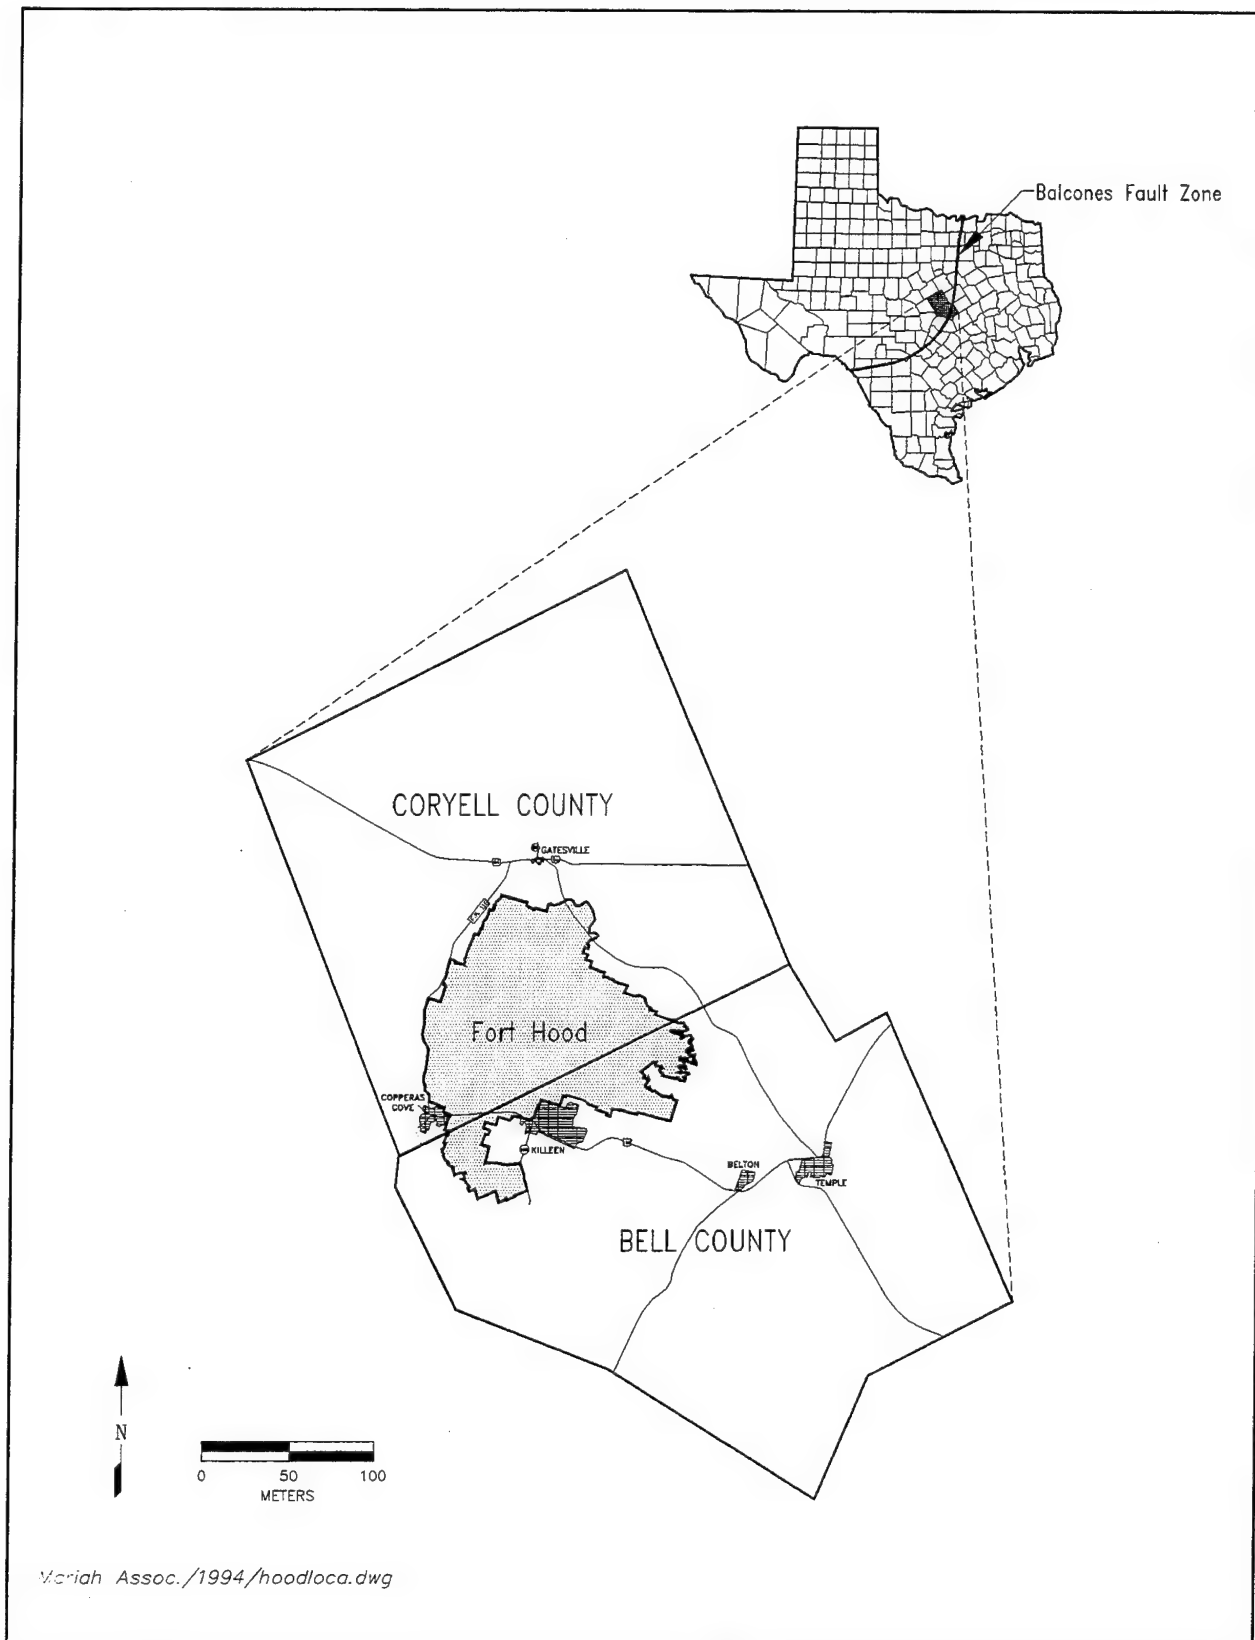 Balcones Fault Zone
CORYELL COUNTY
GATESVILLE
Fort Hood
COPPERAS
COVE
KILLEEN
BELTON
TEMPLE
BELL COUNTY
N
0 50 100
METERS
Mariah Assoc./1994/hoodloca.dwg